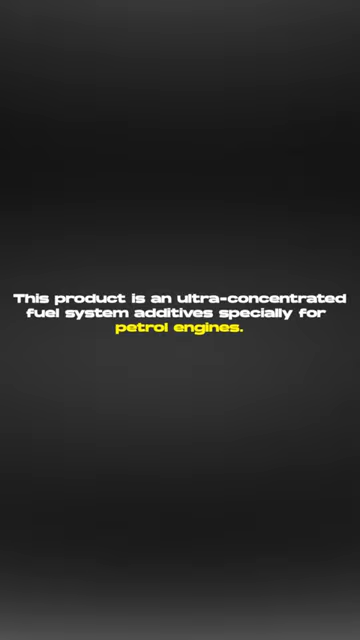 This product is an ultra-concentrated
fuel system additives specially for
petrol engines.